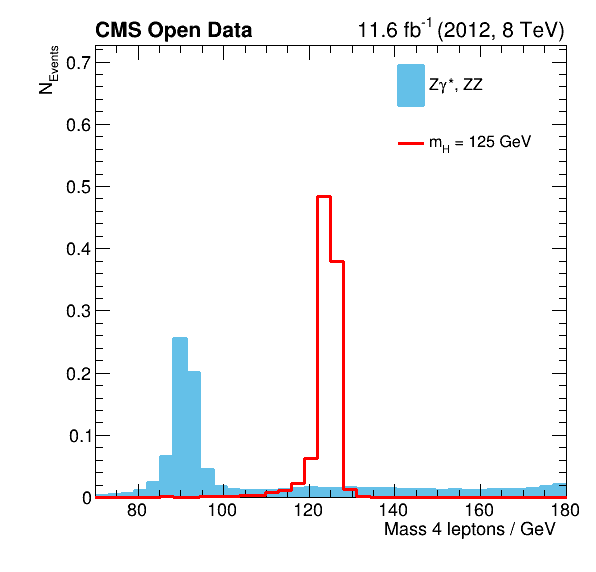 CMS Open Data 11.6 fb-1 (2012, 8 TeV)
NEvents
Zγ*, ZZ
mH = 125 GeV
0.7
0.6
0.5
0.4
0.3
0.2
0.1
0
80 100 120 140 160 180
Mass 4 leptons / GeV